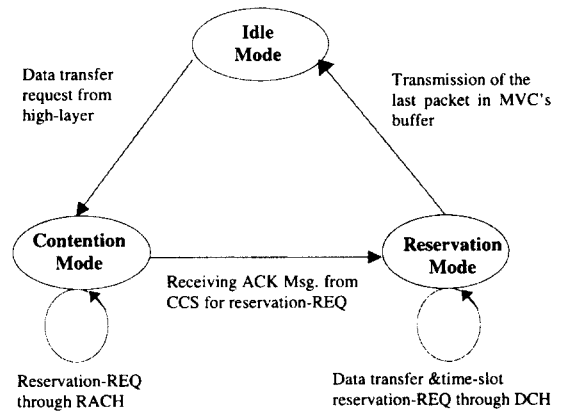 Idle
Mode
Data transfer
request from
high-layer
Transmission of the
last packet in MVC's
buffer
Contention
Mode
Reservation
Mode
Receiving ACK Msg. from
CCS for reservation-REQ
Reservation-REQ
through RACH
Data transfer &time-slot
reservation-REQ through DCH